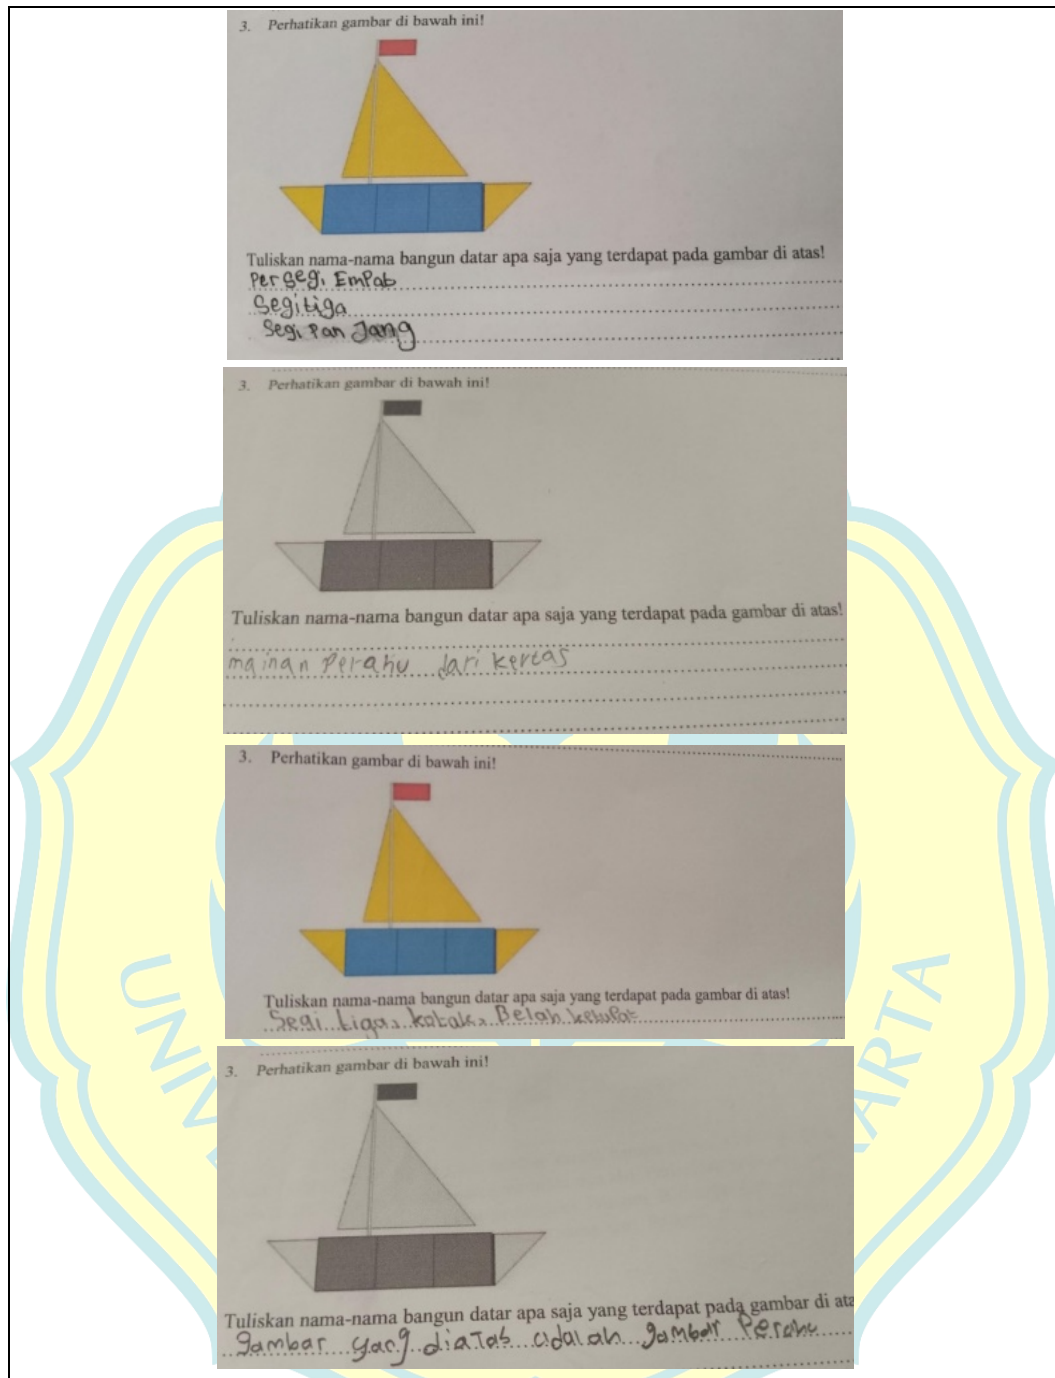 3. Perhatikan gambar di bawah ini!
Tuliskan nama-nama bangun datar apa saja yang terdapat pada gambar di atas!
Per segi EmPab
Segitiga
Segi Pan Jang
3. Perhatikan gambar di bawah ini!
Tuliskan nama-nama bangun datar apa saja yang terdapat pada gambar di atas!
mainan Perahu dari kertas
3. Perhatikan gambar di bawah ini!
Tuliskan nama-nama bangun datar apa saja yang terdapat pada gambar di atas!
Segi tiga, kotak, Belah ketupat
3. Perhatikan gambar di bawah ini!
Tuliskan nama-nama bangun datar apa saja yang terdapat pada gambar di ata
gambar yang diatas adalah gambar Perahu
UNIVE
ARTA